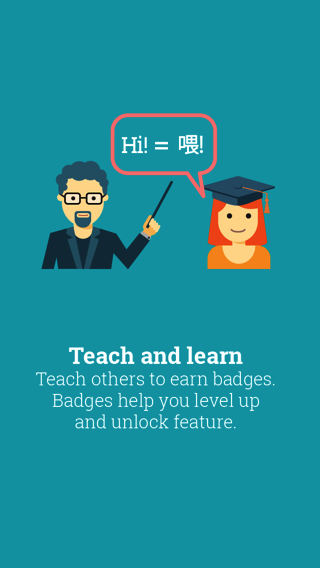 Hi! = 喂!
Teach and learn
Teach others to earn badges.
Badges help you level up
and unlock feature.